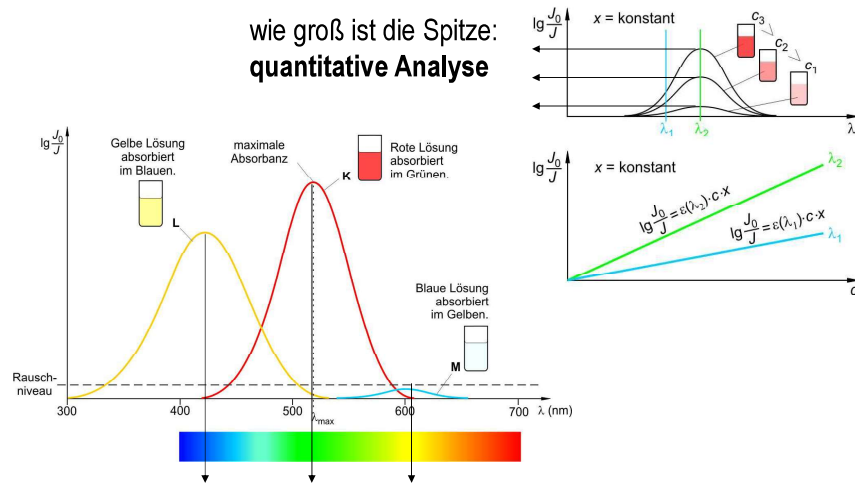 wie groß ist die Spitze:
quantitative Analyse
lg J₀/J
Gelbe Lösung
absorbiert
im Blauen.
L
maximale
Absorbanz
K
Rote Lösung
absorbiert
im Grünen.
Blaue Lösung
absorbiert
im Gelben.
M
Rausch-
niveau
300 400 500 λmax 600 700 λ (nm)
lg J₀/J
x = konstant
c₃ > c₂ > c₁
λ₁ λ₂ λ
lg J₀/J
x = konstant
λ₂
lg J₀/J = ε(λ₂)·c·x
lg J₀/J = ε(λ₁)·c·x
λ₁
c